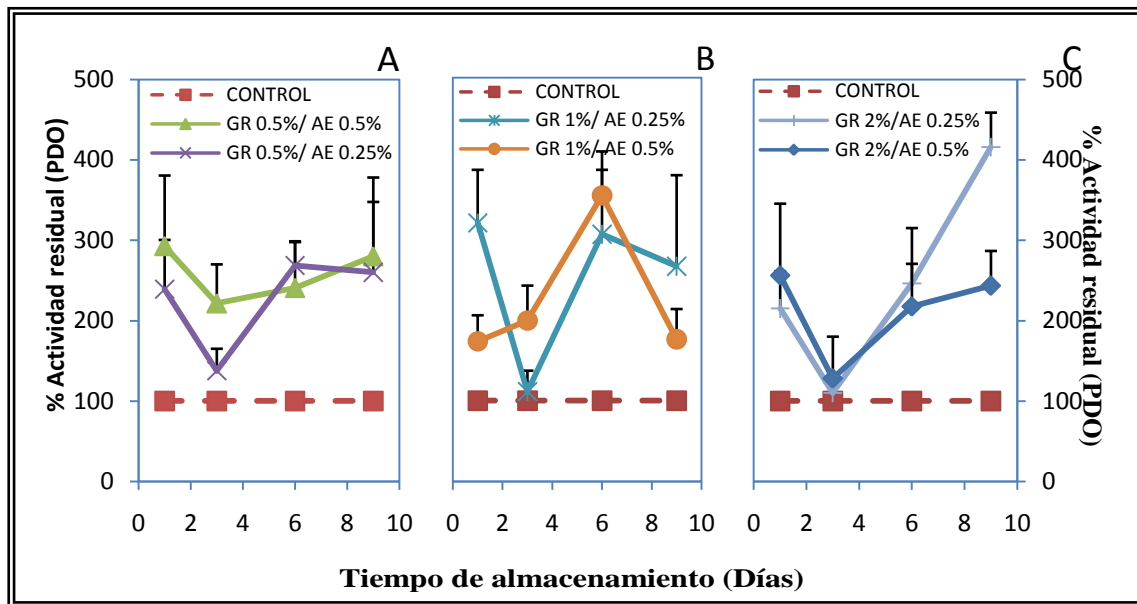 A
B
C
% Actividad residual (PDO)
500
400
300
200
100
0
CONTROL
GR 0.5%/ AE 0.5%
GR 0.5%/ AE 0.25%
0 2 4 6 8 10
CONTROL
GR 1%/ AE 0.25%
GR 1%/ AE 0.5%
0 2 4 6 8 10
CONTROL
GR 2%/AE 0.25%
GR 2%/AE 0.5%
0 2 4 6 8 10
500
400
300
200
100
0
% Actividad residual (PDO)
Tiempo de almacenamiento (Días)